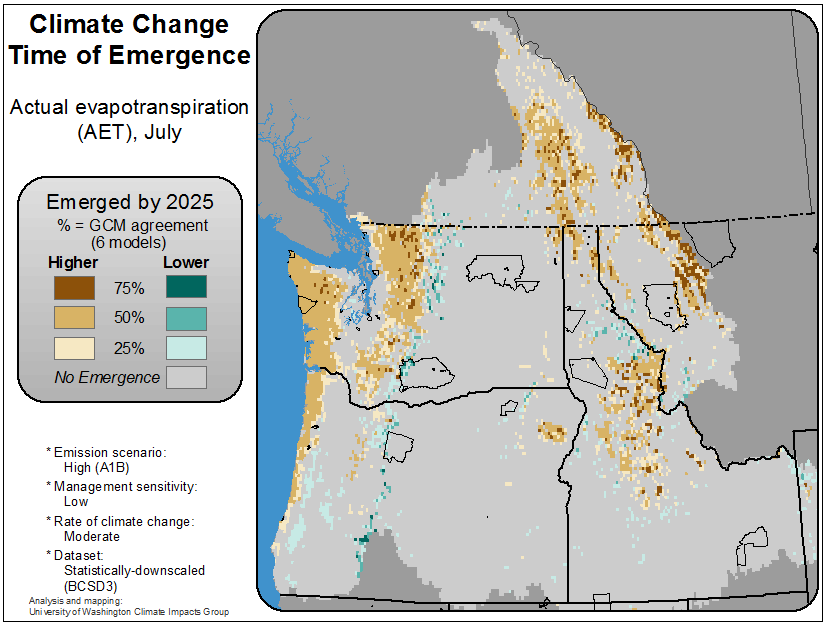 Climate Change
Time of Emergence
Actual evapotranspiration
(AET), July
Emerged by 2025
% = GCM agreement
(6 models)
Higher Lower
75%
50%
25%
No Emergence
* Emission scenario:
High (A1B)
* Management sensitivity:
Low
* Rate of climate change:
Moderate
* Dataset:
Statistically-downscaled
(BCSD3)
Analysis and mapping:
University of Washington Climate Impacts Group